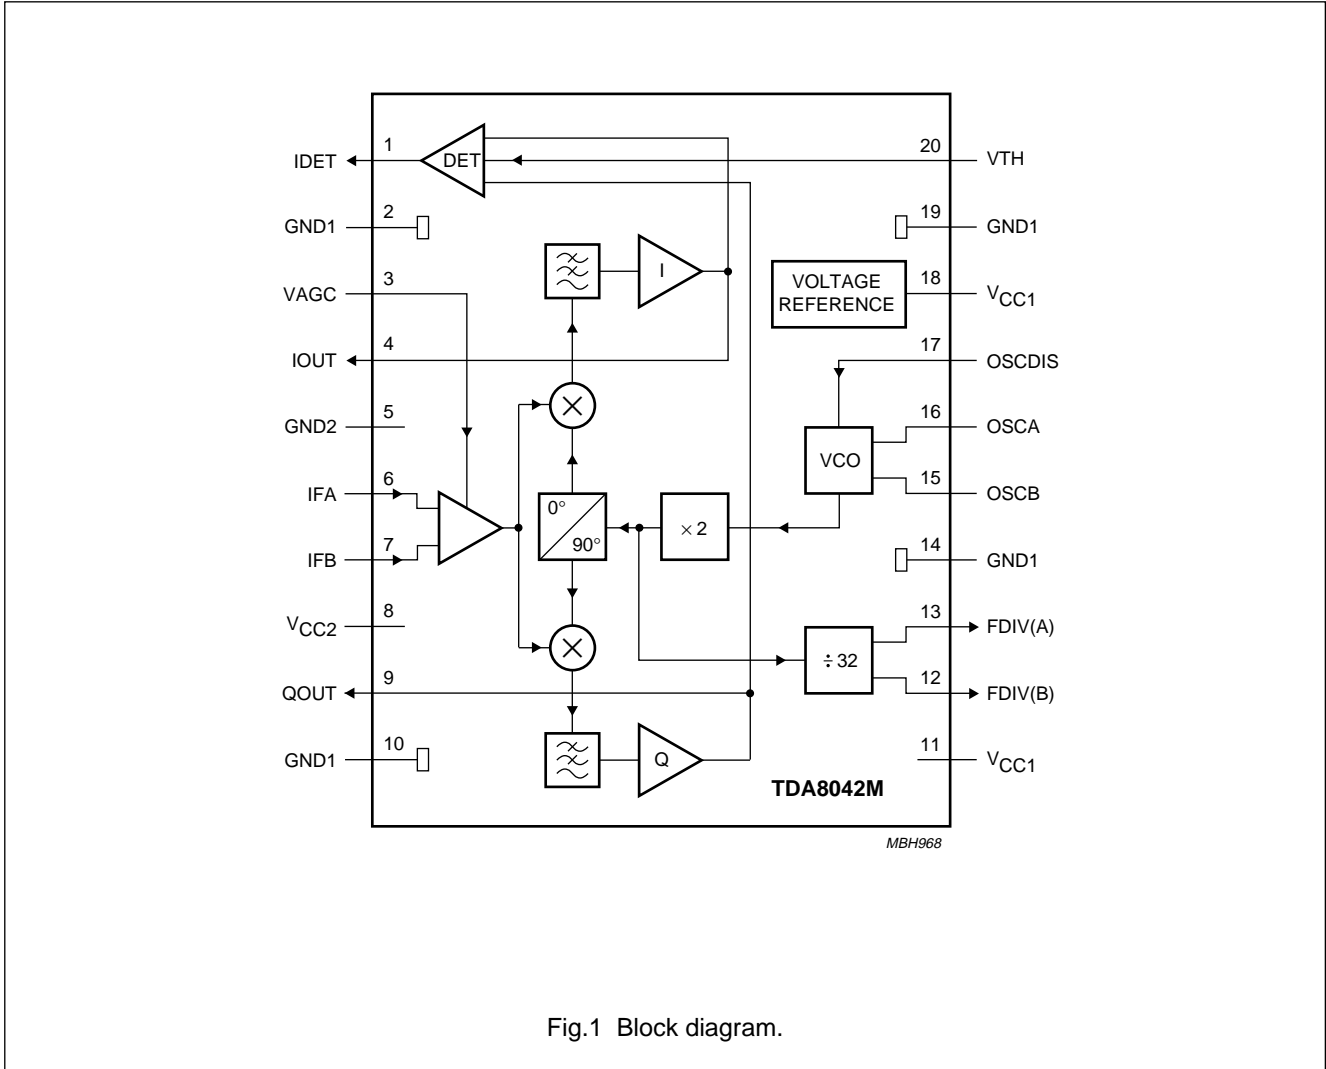 IDET
1
DET
20
VTH
GND1
2
19
GND1
VAGC
3
I
VOLTAGE
REFERENCE
18
VCC1
IOUT
4
17
OSCDIS
GND2
5
16
OSCA
VCO
IFA
6
15
OSCB
0°
90°
× 2
IFB
7
14
GND1
VCC2
8
13
FDIV(A)
÷ 32
QOUT
9
12
FDIV(B)
GND1
10
Q
11
VCC1
TDA8042M
MBH968
Fig.1 Block diagram.